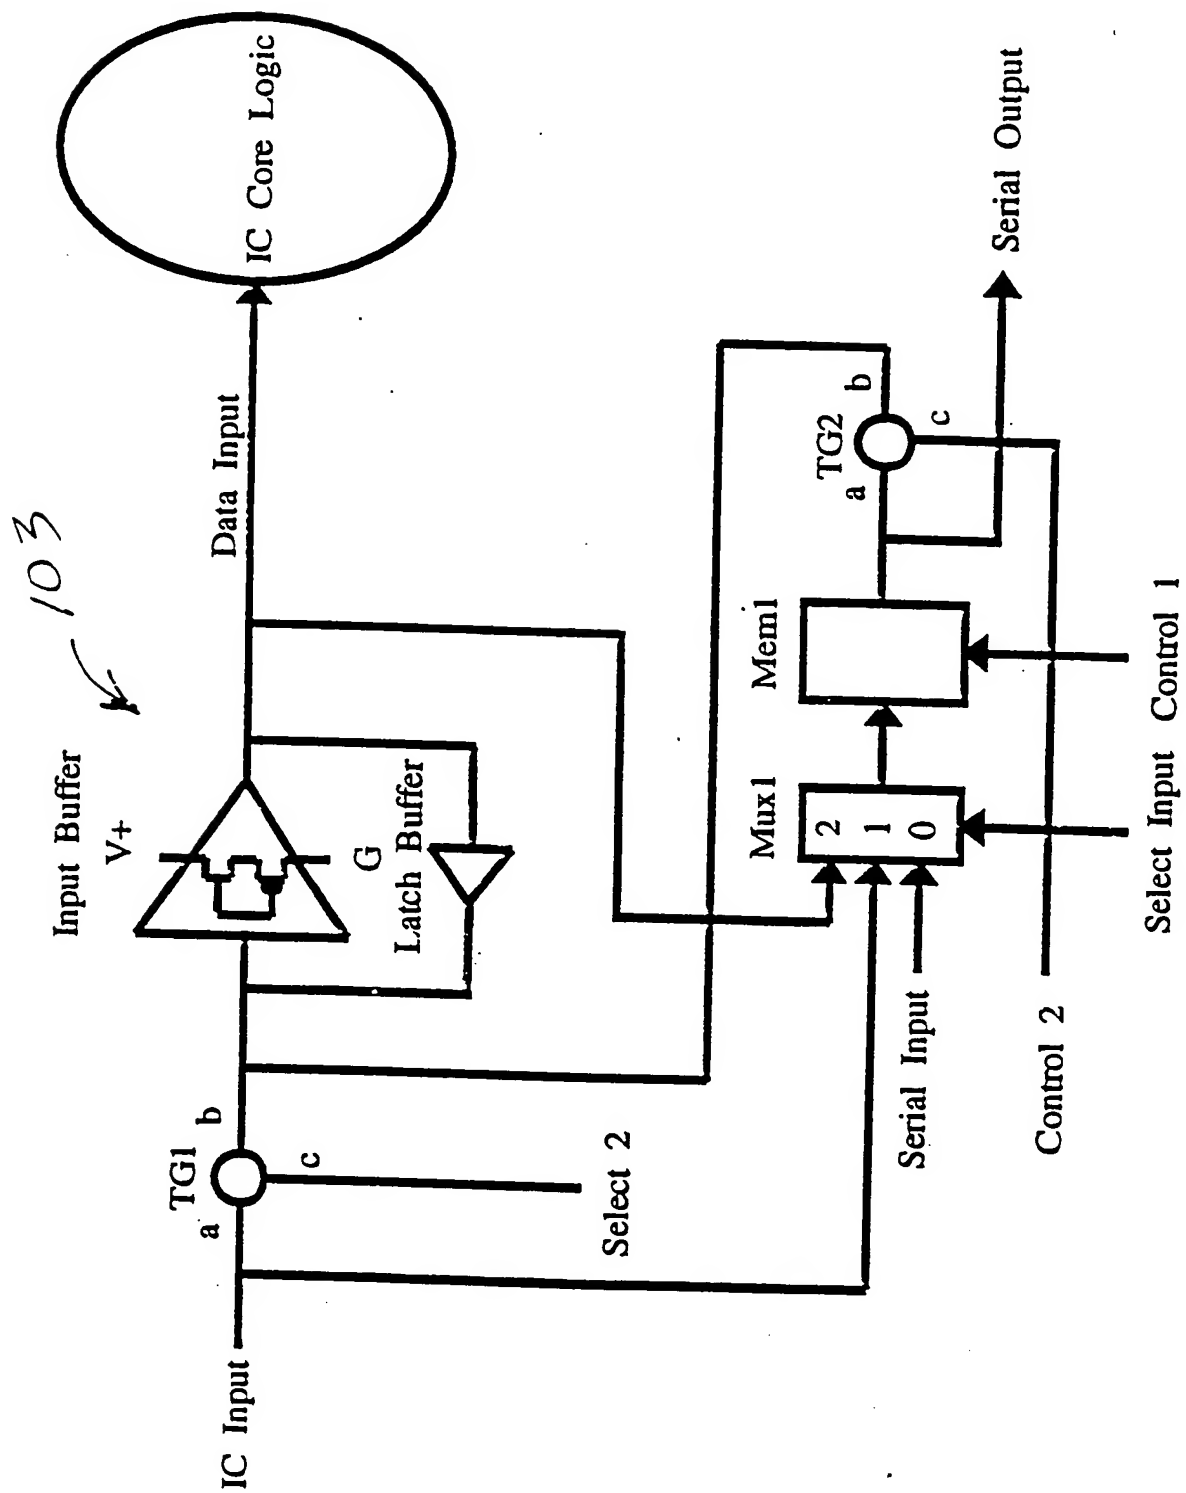 103
Input Buffer
V+
G
Latch Buffer
IC Input
a
TG1
b
c
Select 2
Data Input
IC Core Logic
Mux1
2
1
0
Mem1
a
TG2
b
c
Serial Input
Serial Output
Control 2
Select Input Control 1